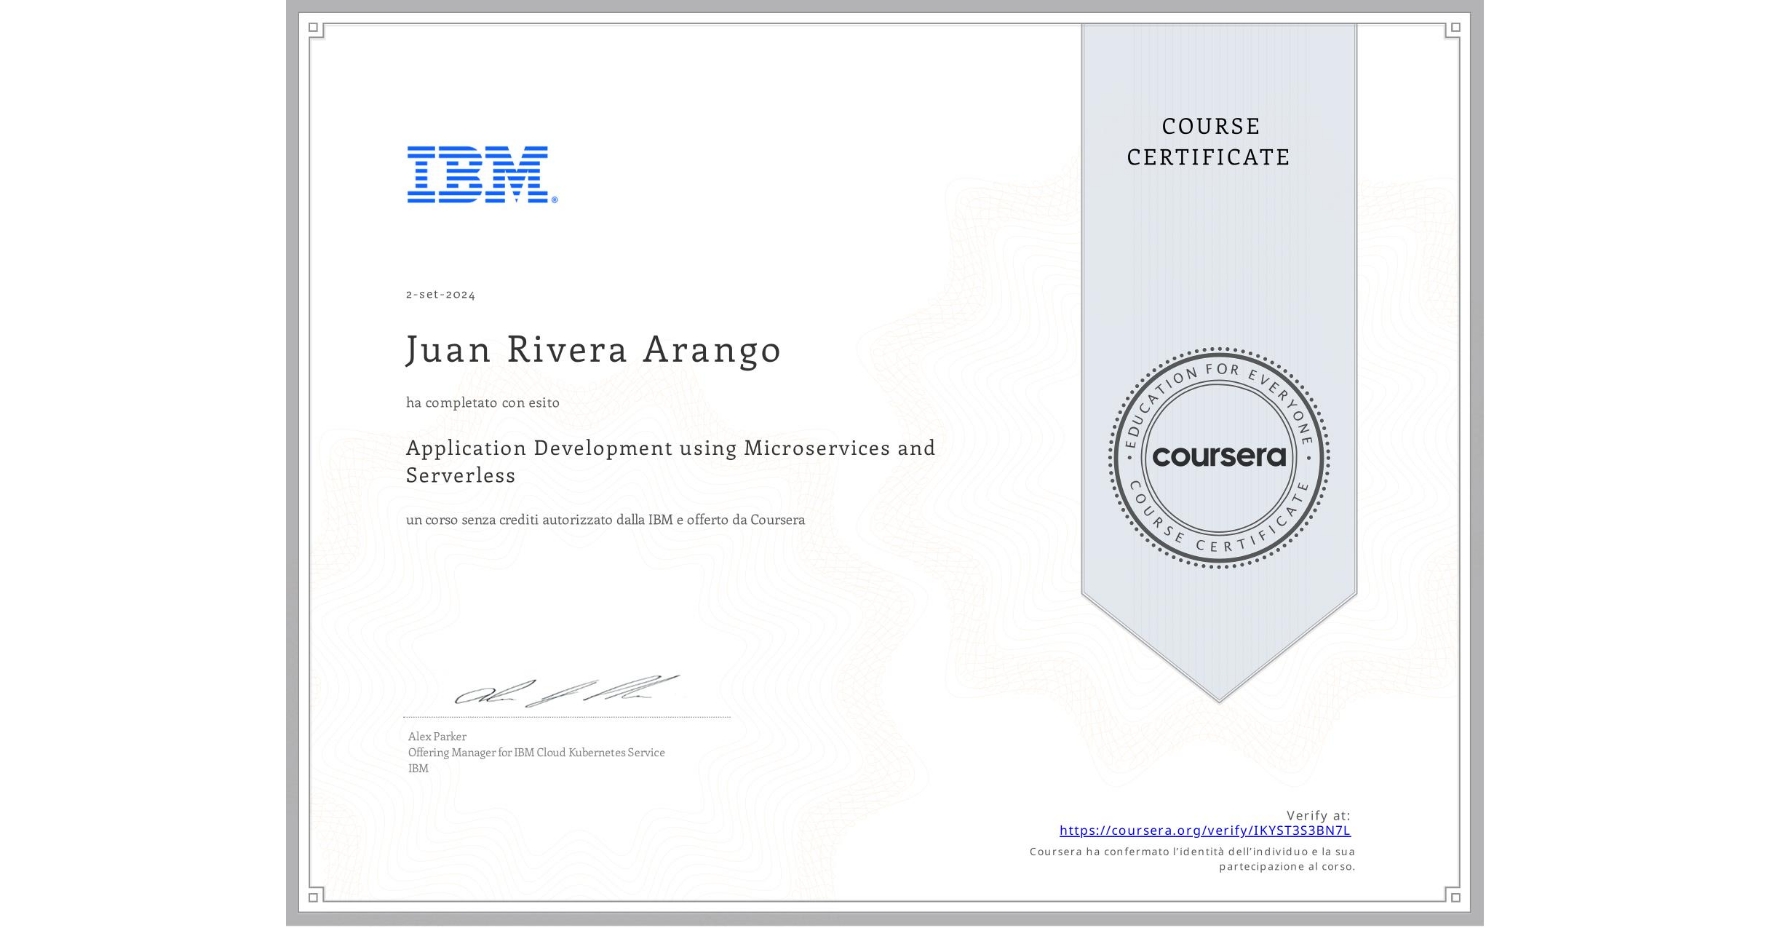 COURSE
CERTIFICATE
IBM®
2-set-2024
Juan Rivera Arango
ha completato con esito
Application Development using Microservices and
Serverless
un corso senza crediti autorizzato dalla IBM e offerto da Coursera
EDUCATION FOR EVERYONE
coursera
COURSE CERTIFICATE
Alex Parker
Offering Manager for IBM Cloud Kubernetes Service
IBM
Verify at:
https://coursera.org/verify/IKYST3S3BN7L
Coursera ha confermato l'identità dell'individuo e la sua
partecipazione al corso.